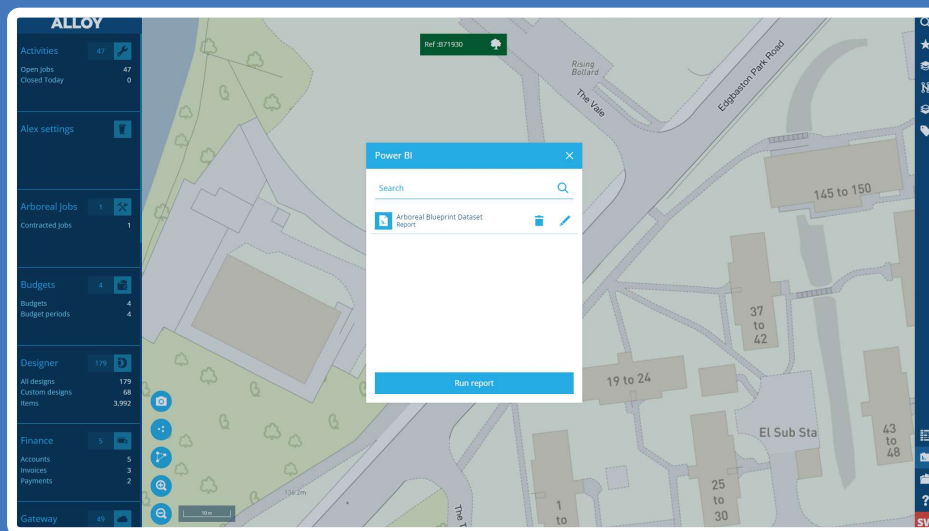 ALLOY
Activities 47
Open Jobs 47
Closed Today 0
Alex settings
Arboreal Jobs 1
Contracted Jobs 1
Budgets 4
Budgets 4
Budget periods 4
Designer 179
All designs 179
Custom designs 68
Items 3,992
Finance 5
Accounts 5
Invoices 3
Payments 2
Gateway 49
Ref :B71930
Rising
Bollard
The Vale
Edgbaston Park Road
Power BI
Search
Arboreal Blueprint Dataset
Report
Run report
145 to 150
37
to
42
19 to 24
El Sub Sta
43
to
48
25
to
30
1
to
10 m
The
?